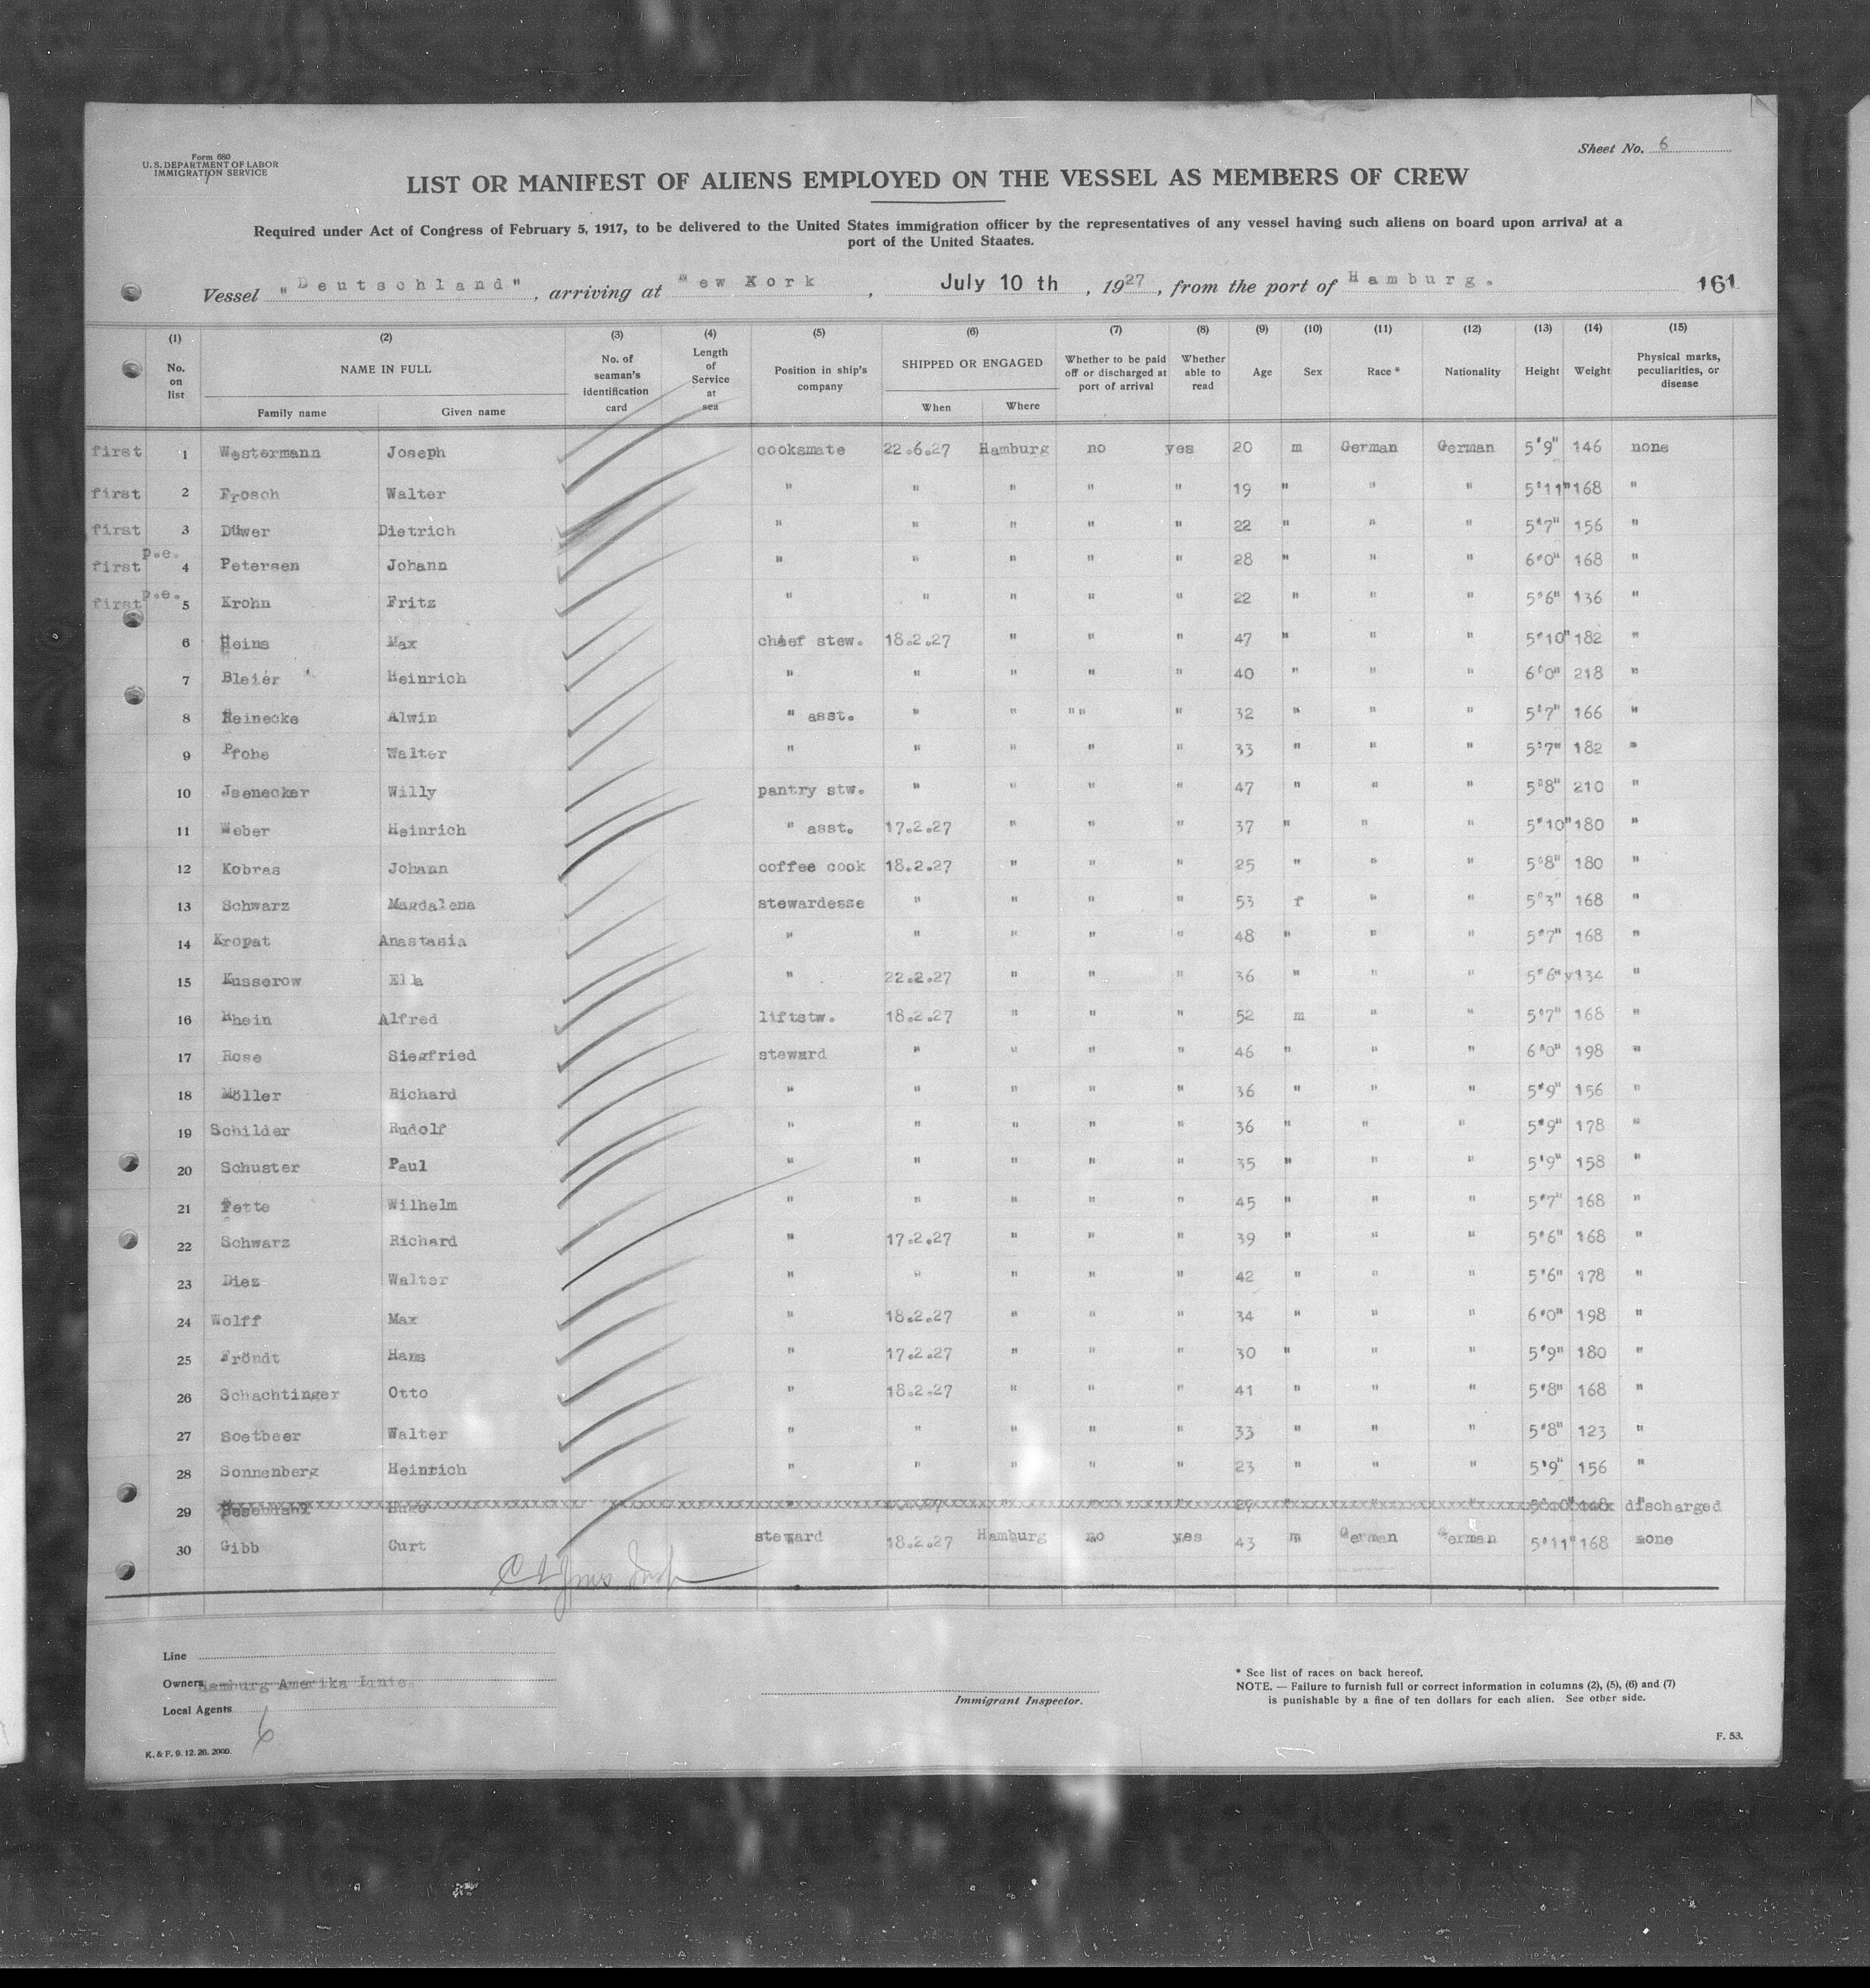 Form 680
U. S. DEPARTMENT OF LABOR
IMMIGRATION SERVICE
Sheet No. 6
LIST OR MANIFEST OF ALIENS EMPLOYED ON THE VESSEL AS MEMBERS OF CREW
Required under Act of Congress of February 5, 1917, to be delivered to the United States immigration officer by the representatives of any vessel having such aliens on board upon arrival at a
port of the United Staates.
Vessel "Deutschland", arriving at New Kork, July 10 th, 1927, from the port of Hamburg. 161
(1) (2) (3) (4) (5) (6) (7) (8) (9) (10) (11) (12) (13) (14) (15)
No. on list NAME IN FULL Family name Given name No. of seaman's identification card Length of Service at sea Position in ship's company SHIPPED OR ENGAGED When Where Whether to be paid off or discharged at port of arrival Whether able to read Age Sex Race * Nationality Height Weight Physical marks, peculiarities, or disease
first 1 Westermann Joseph cooksmate 22.6.27 Hamburg no yes 20 m German German 5'9" 146 none
first 2 Frosch Walter " " " " " 19 " " " 5'11" 168 "
first 3 Düwer Dietrich " " " " " 22 " " " 5'7" 156 "
first p.e. 4 Petersen Johann " " " " " 28 " " " 6'0" 168 "
first p.e. 5 Krohn Fritz " " " " " 22 " " " 5'6" 136 "
6 Heins Max chief stew. 18.2.27 " " " 47 " " " 5'10" 182 "
7 Bleier Heinrich " " " " " 40 " " " 6'0" 218 "
8 Reinecke Alwin " asst. " " "" " 32 " " " 5'7" 166 "
9 Prohe Walter " " " " " 33 " " " 5'7" 182 "
10 Jsenecker Willy pantry stw. " " " " 47 " " " 5'8" 210 "
11 Weber Heinrich " asst. 17.2.27 " " " 37 " " " 5'10" 180 "
12 Kobras Johann coffee cook 18.2.27 " " " 25 " " " 5'8" 180 "
13 Schwarz Magdalena stewardesse " " " " 53 f " " 5'3" 168 "
14 Kropat Anastasia " " " " " 48 " " " 5'7" 168 "
15 Kusserow Ella " 22.2.27 " " " 36 " " " 5'6" y134 "
16 Rhein Alfred liftstw. 18.2.27 " " " 52 m " " 5'7" 168 "
17 Rose Siegfried steward " " " " 46 " " " 6'0" 198 "
18 Möller Richard " " " " " 36 " " " 5'9" 156 "
19 Schilder Rudolf " " " " " 36 " " " 5'9" 178 "
20 Schuster Paul " " " " " 35 " " " 5'9" 158 "
21 Fette Wilhelm " " " " " 45 " " " 5'7" 168 "
22 Schwarz Richard " 17.2.27 " " " 39 " " " 5'6" 168 "
23 Diez Walter " " " " " 42 " " " 5'6" 178 "
24 Wolff Max " 18.2.27 " " " 34 " " " 6'0" 198 "
25 Fröndt Hans " 17.2.27 " " " 30 " " " 5'9" 180 "
26 Schachtinger Otto " 18.2.27 " " " 41 " " " 5'8" 168 "
27 Soetbeer Walter " " " " " 33 " " " 5'8" 123 "
28 Sonnenberg Heinrich " " " " " 23 " " " 5'9" 156 "
29 Hugo discharged
30 Gibb Curt steward 18.2.27 Hamburg no yes 43 m German German 5'11" 168 none
Line
Owners Hamburg Amerika Linie.
Local Agents
6
Immigrant Inspector.
* See list of races on back hereof.
NOTE. — Failure to furnish full or correct information in columns (2), (5), (6) and (7)
is punishable by a fine of ten dollars for each alien. See other side.
K. & F. 9. 12. 26. 2000.
F. 53.